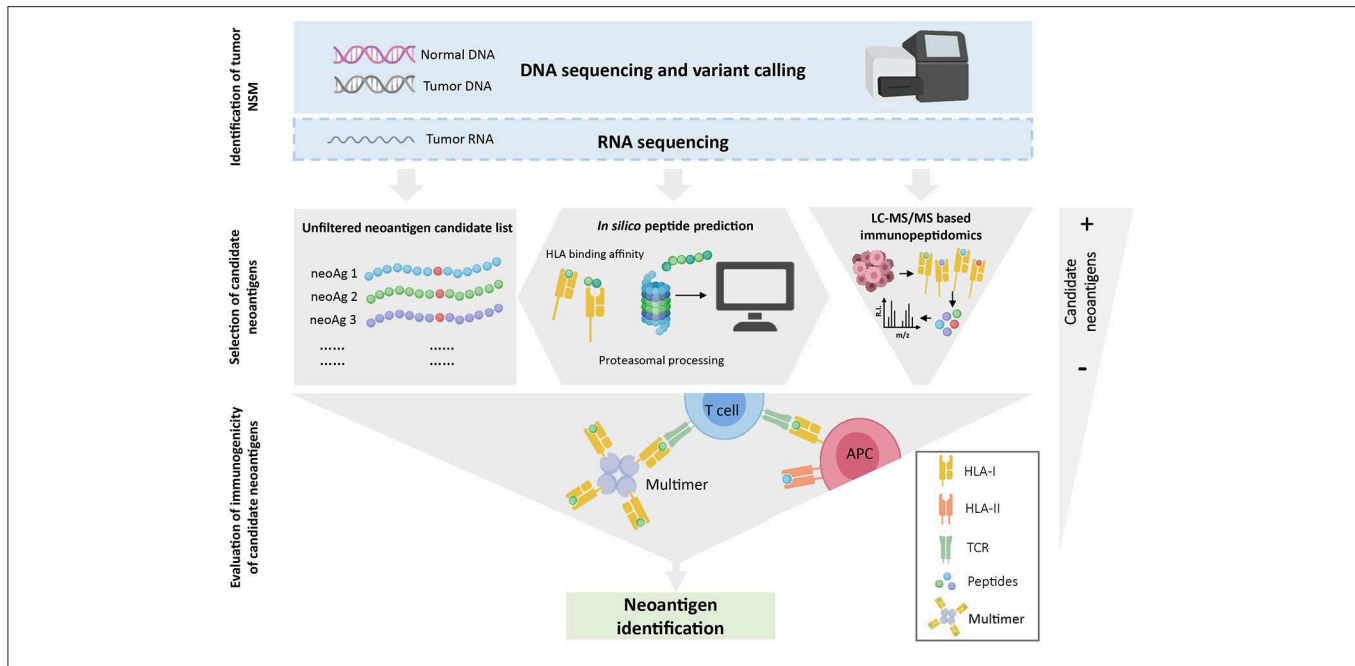 Identification of tumor
NSM
Normal DNA
Tumor DNA
DNA sequencing and variant calling
Tumor RNA
RNA sequencing
Selection of candidate
neoantigens
Unfiltered neoantigen candidate list
neoAg 1
neoAg 2
neoAg 3
...... ......
...... ......
In silico peptide prediction
HLA binding affinity
Proteasomal processing
LC-MS/MS based
immunopeptidomics
R.I.
m/z
+
Candidate
neoantigens
-
Evaluation of immunogenicity
of candidate neoantigens
T cell
APC
Multimer
HLA-I
HLA-II
TCR
Peptides
Multimer
Neoantigen
identification